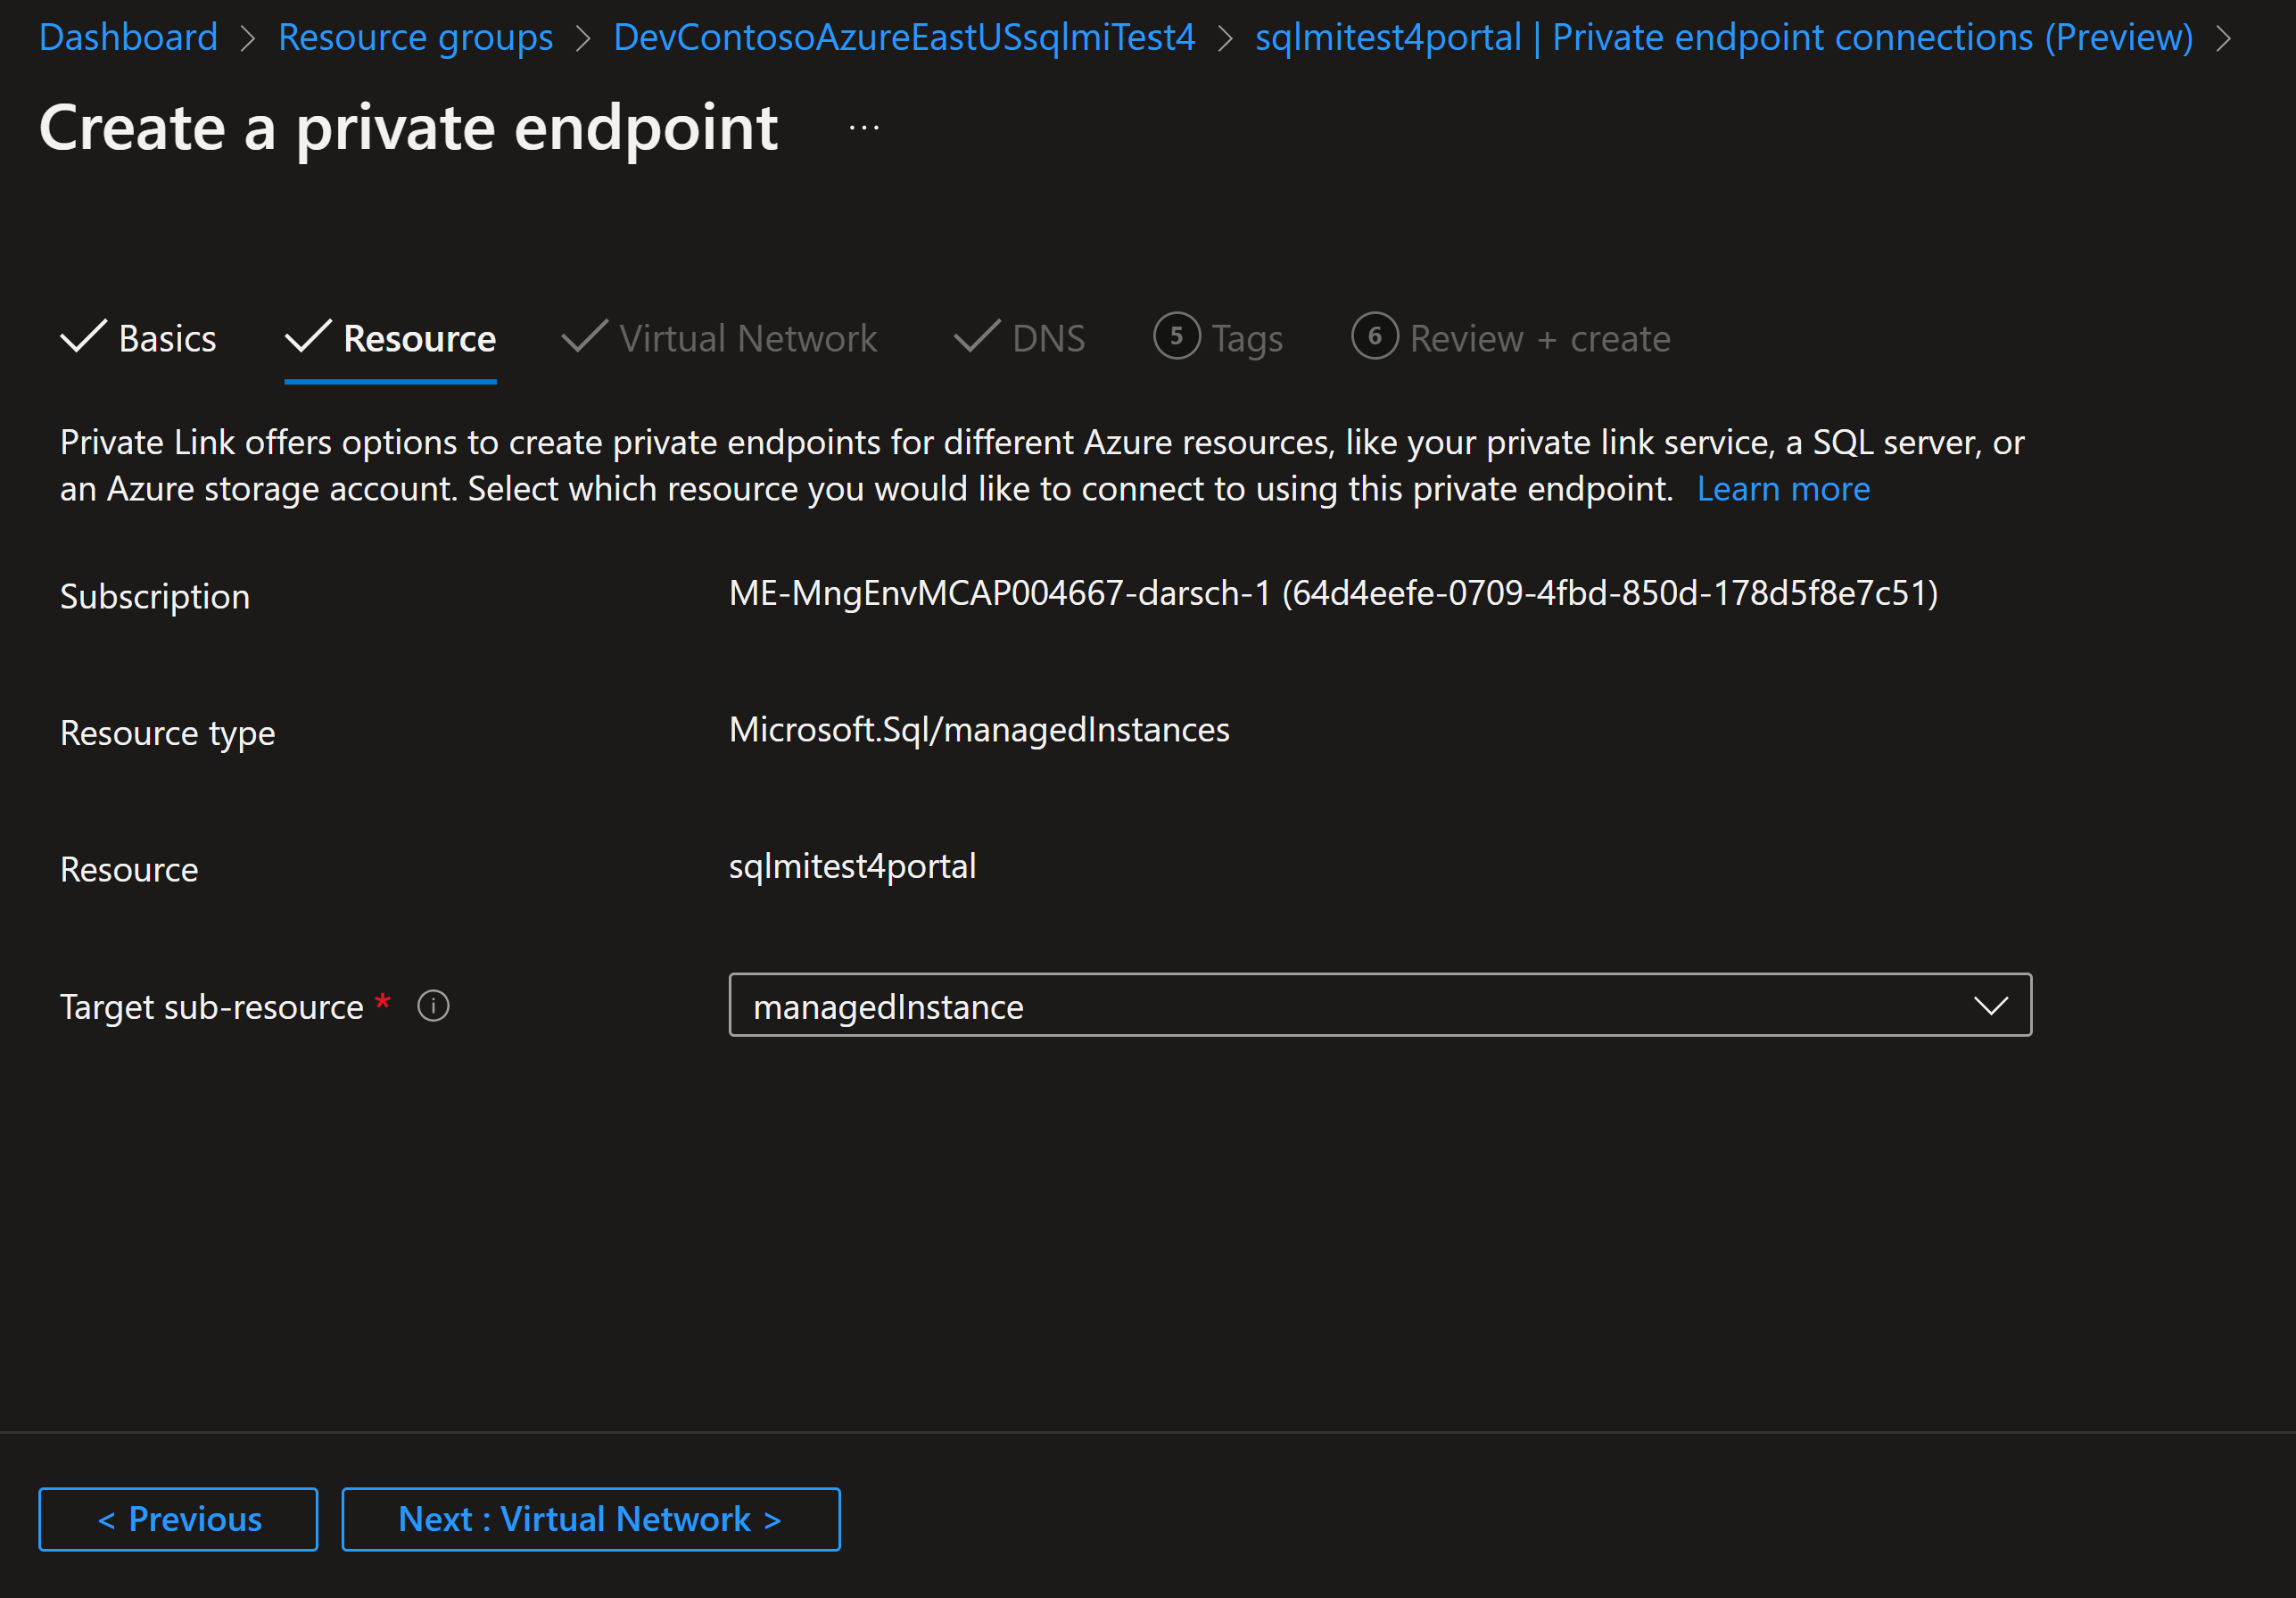 Dashboard > Resource groups > DevContosoAzureEastUSsqlmiTest4 > sqlmitest4portal | Private endpoint connections (Preview) >
Create a private endpoint ...
Basics Resource Virtual Network DNS 5 Tags 6 Review + create
Private Link offers options to create private endpoints for different Azure resources, like your private link service, a SQL server, or
an Azure storage account. Select which resource you would like to connect to using this private endpoint. Learn more
Subscription ME-MngEnvMCAP004667-darsch-1 (64d4eefe-0709-4fbd-850d-178d5f8e7c51)
Resource type Microsoft.Sql/managedInstances
Resource sqlmitest4portal
Target sub-resource * managedInstance
< Previous Next : Virtual Network >